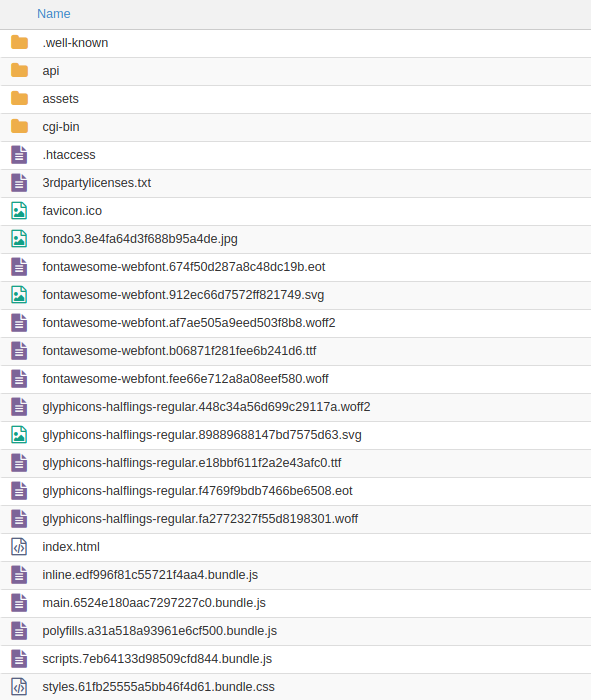 Name
.well-known
api
assets
cgi-bin
.htaccess
3rdpartylicenses.txt
favicon.ico
fondo3.8e4fa64d3f688b95a4de.jpg
fontawesome-webfont.674f50d287a8c48dc19b.eot
fontawesome-webfont.912ec66d7572ff821749.svg
fontawesome-webfont.af7ae505a9eed503f8b8.woff2
fontawesome-webfont.b06871f281fee6b241d6.ttf
fontawesome-webfont.fee66e712a8a08eef580.woff
glyphicons-halflings-regular.448c34a56d699c29117a.woff2
glyphicons-halflings-regular.89889688147bd7575d63.svg
glyphicons-halflings-regular.e18bbf611f2a2e43afc0.ttf
glyphicons-halflings-regular.f4769f9bdb7466be6508.eot
glyphicons-halflings-regular.fa2772327f55d8198301.woff
index.html
inline.edf996f81c55721f4aa4.bundle.js
main.6524e180aac7297227c0.bundle.js
polyfills.a31a518a93961e6cf500.bundle.js
scripts.7eb64133d98509cfd844.bundle.js
styles.61fb25555a5bb46f4d61.bundle.css